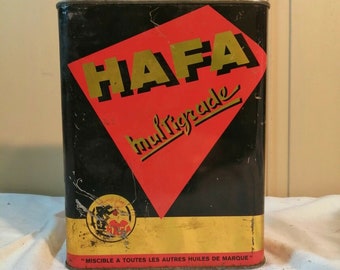 HAFA
multigrade
"MISCIBLE A TOUTES LES AUTRES HUILES DE MARQUE"